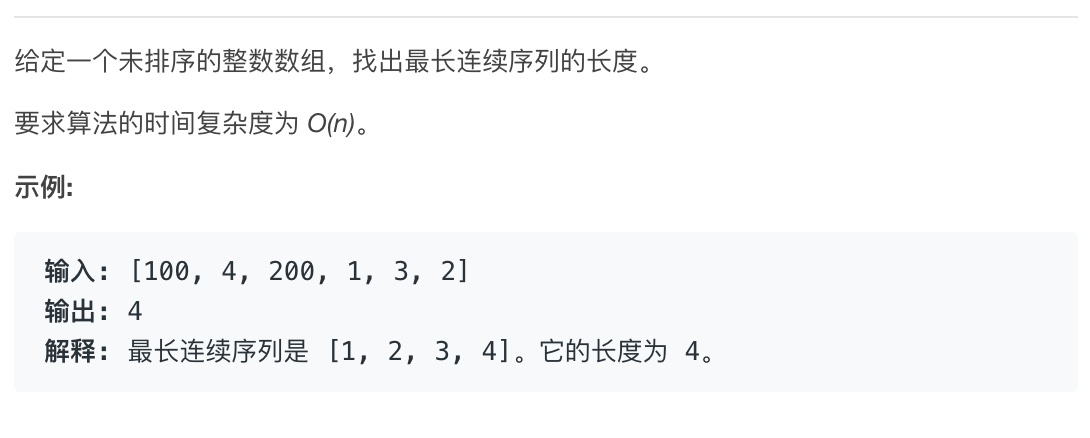 给定一个未排序的整数数组，找出最长连续序列的长度。
要求算法的时间复杂度为 O(n)。
示例:
输入: [100, 4, 200, 1, 3, 2]
输出: 4
解释: 最长连续序列是 [1, 2, 3, 4]。它的长度为 4。